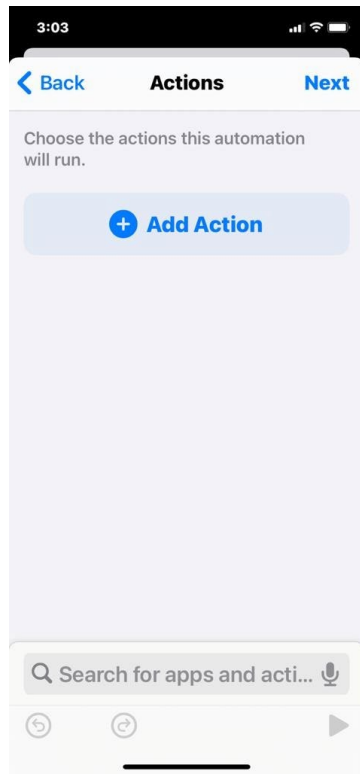 3:03
Back
Actions
Next
Choose the actions this automation
will run.
Add Action
Search for apps and acti...